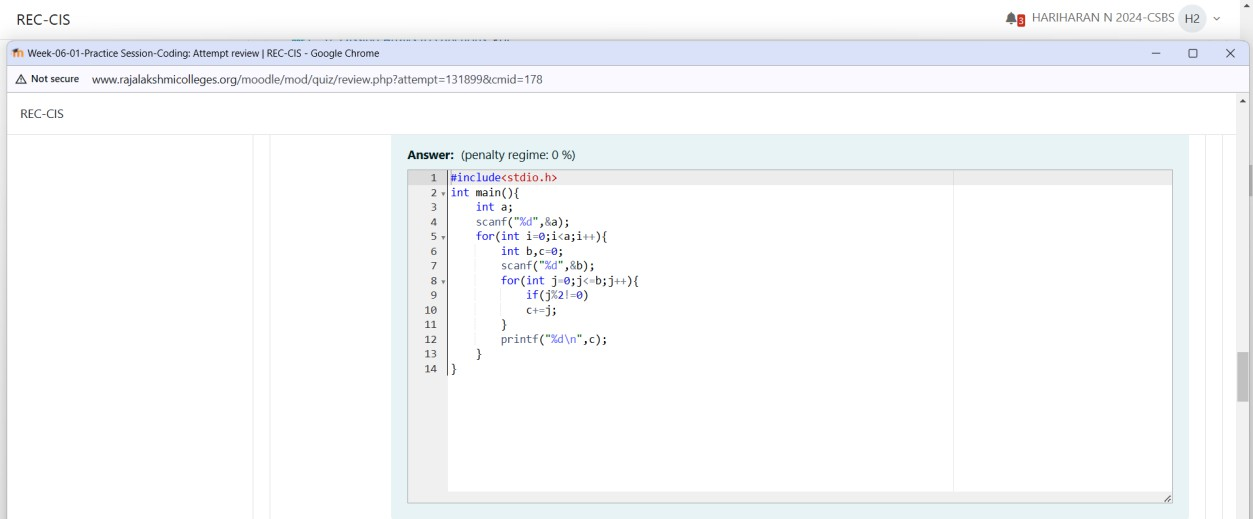 REC-CIS
3 HARIHARAN N 2024-CSBS H2
Week-06-01-Practice Session-Coding: Attempt review | REC-CIS - Google Chrome
Not secure www.rajalakshmicolleges.org/moodle/mod/quiz/review.php?attempt=131899&cmid=178
REC-CIS
Answer: (penalty regime: 0 %)
1 #include<stdio.h>
2 int main(){
3     int a;
4     scanf("%d",&a);
5     for(int i=0;i<a;i++){
6         int b,c=0;
7         scanf("%d",&b);
8         for(int j=0;j<=b;j++){
9             if(j%2!=0)
10             c+=j;
11         }
12         printf("%d\n",c);
13     }
14 }